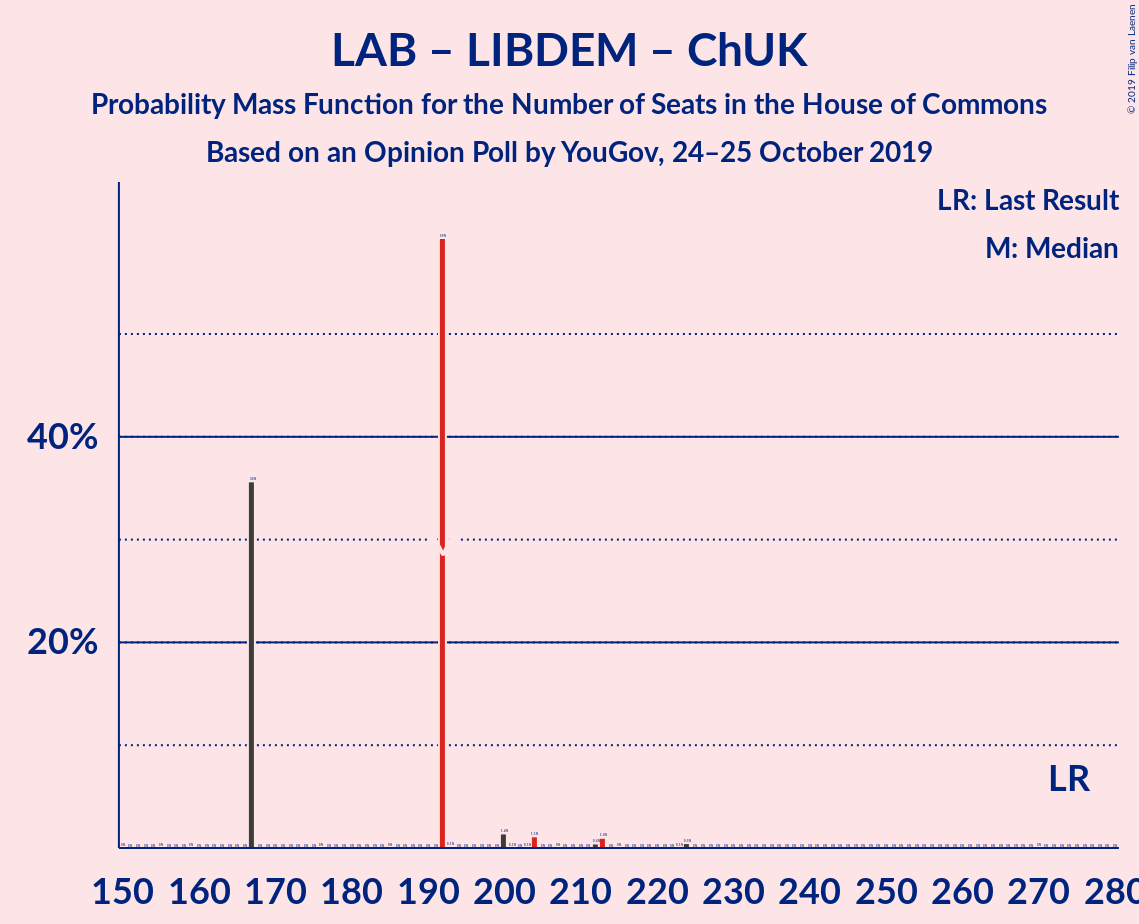 LAB – LIBDEM – ChUK
Probability Mass Function for the Number of Seats in the House of Commons
Based on an Opinion Poll by YouGov, 24–25 October 2019
© 2019 Filip van Laenen
LR: Last Result
M: Median
40%
20%
LR
150 160 170 180 190 200 210 220 230 240 250 260 270 280